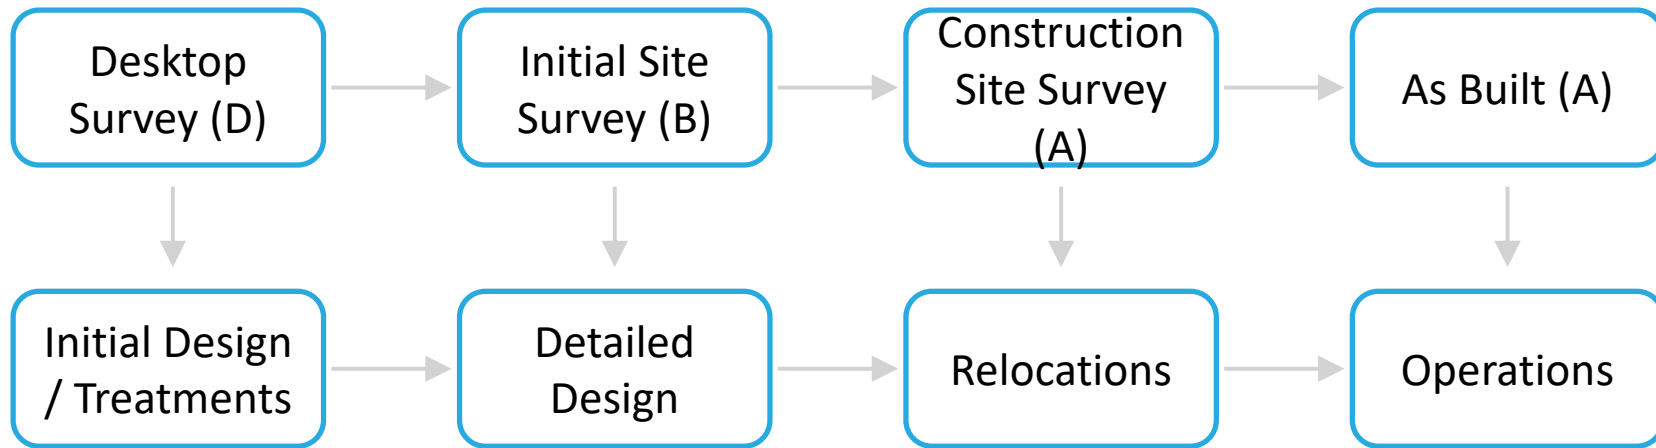 Desktop
Survey (D)
Initial Site
Survey (B)
Construction
Site Survey
(A)
As Built (A)
Initial Design
/ Treatments
Detailed
Design
Relocations
Operations